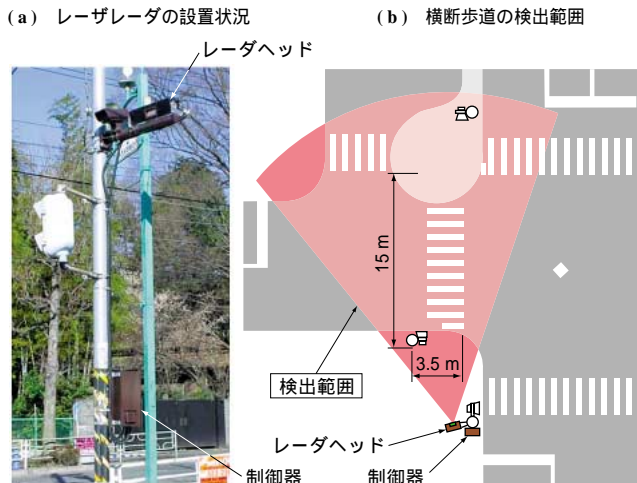 (a) レーザレーダの設置状況
(b) 横断歩道の検出範囲
レーダヘッド
15 m
3.5 m
検出範囲
レーダヘッド
制御器
制御器